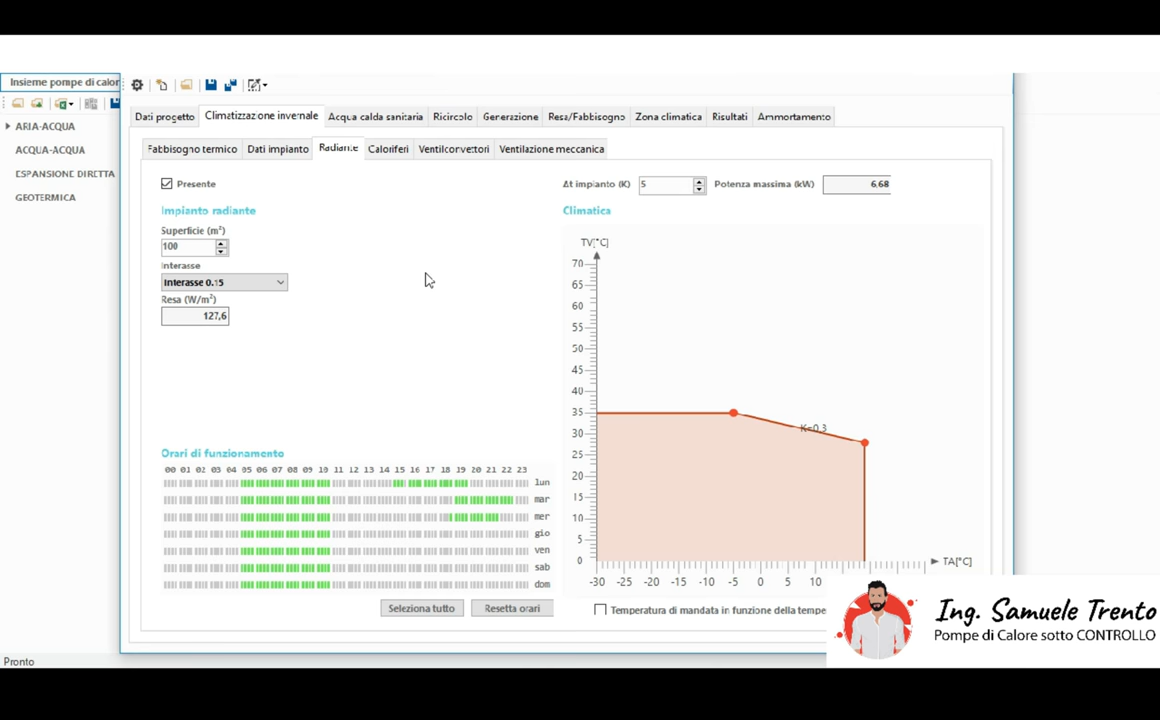 Insieme pompe di calor
ARIA-ACQUA
ACQUA-ACQUA
ESPANSIONE DIRETTA
GEOTERMICA
Dati progetto Climatizzazione invernale Acqua calda sanitaria Ricircolo Generazione Resa/Fabbisogno Zona climatica Risultati Ammortamento
Fabbisogno termico Dati impianto Radiante Caloriferi Ventilconvettori Ventilazione meccanica
Presente
Δt impianto (K) 5 Potenza massima (kW) 6.68
Impianto radiante
Superficie (m²)
100
Interasse
Interasse 0.15
Resa (W/m²)
127,6
Orari di funzionamento
00 01 02 03 04 05 06 07 08 09 10 11 12 13 14 15 16 17 18 19 20 21 22 23
lun
mar
mer
gio
ven
sab
dom
Seleziona tutto Resetta orari
Climatica
TV[°C]
70
65
60
55
50
45
40
35
30
25
20
15
10
5
0
K=0.3
TA[°C]
-30 -25 -20 -15 -10 -5 0 5 10
Temperatura di mandata in funzione della tempe
Ing. Samuele Trento
Pompe di Calore sotto CONTROLLO
Pronto